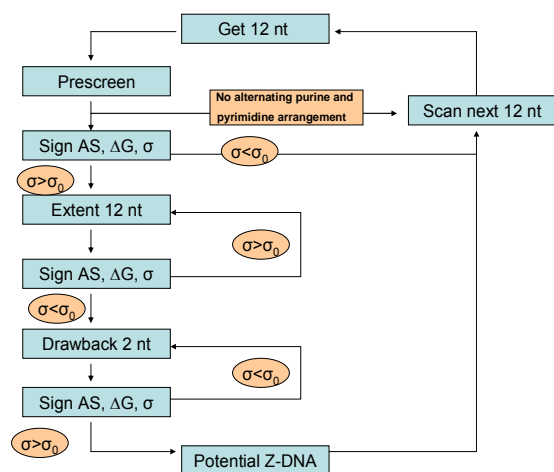 Get 12 nt
Prescreen
No alternating purine and
pyrimidine arrangement
Scan next 12 nt
Sign AS, ΔG, σ
σ<σ₀
σ>σ₀
Extent 12 nt
σ>σ₀
Sign AS, ΔG, σ
σ<σ₀
Drawback 2 nt
σ<σ₀
Sign AS, ΔG, σ
σ>σ₀
Potential Z-DNA